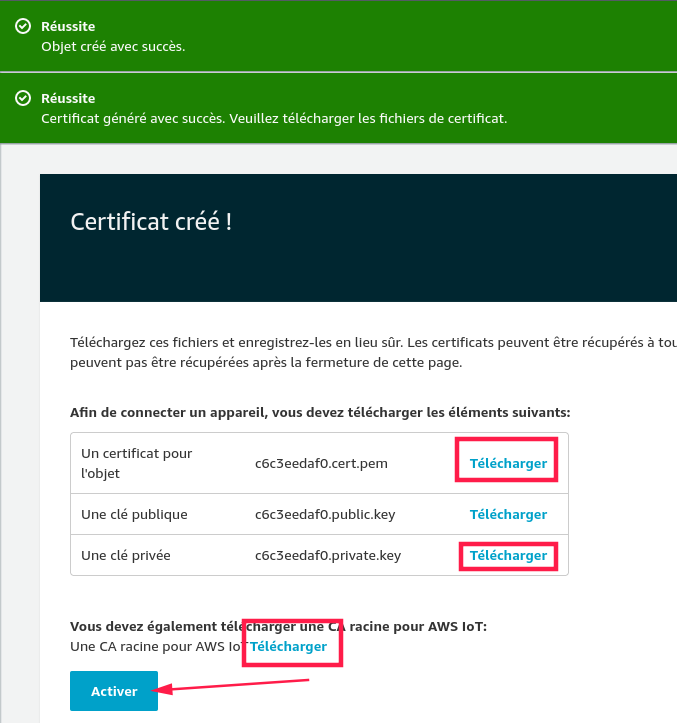 Réussite
Objet créé avec succès.
Réussite
Certificat généré avec succès. Veuillez télécharger les fichiers de certificat.
Certificat créé !
Téléchargez ces fichiers et enregistrez-les en lieu sûr. Les certificats peuvent être récupérés à tou
peuvent pas être récupérées après la fermeture de cette page.
Afin de connecter un appareil, vous devez télécharger les éléments suivants:
Un certificat pour
l'objet
c6c3eedaf0.cert.pem Télécharger
Une clé publique c6c3eedaf0.public.key Télécharger
Une clé privée c6c3eedaf0.private.key Télécharger
Vous devez également télécharger une CA racine pour AWS IoT:
Une CA racine pour AWS IoT Télécharger
Activer